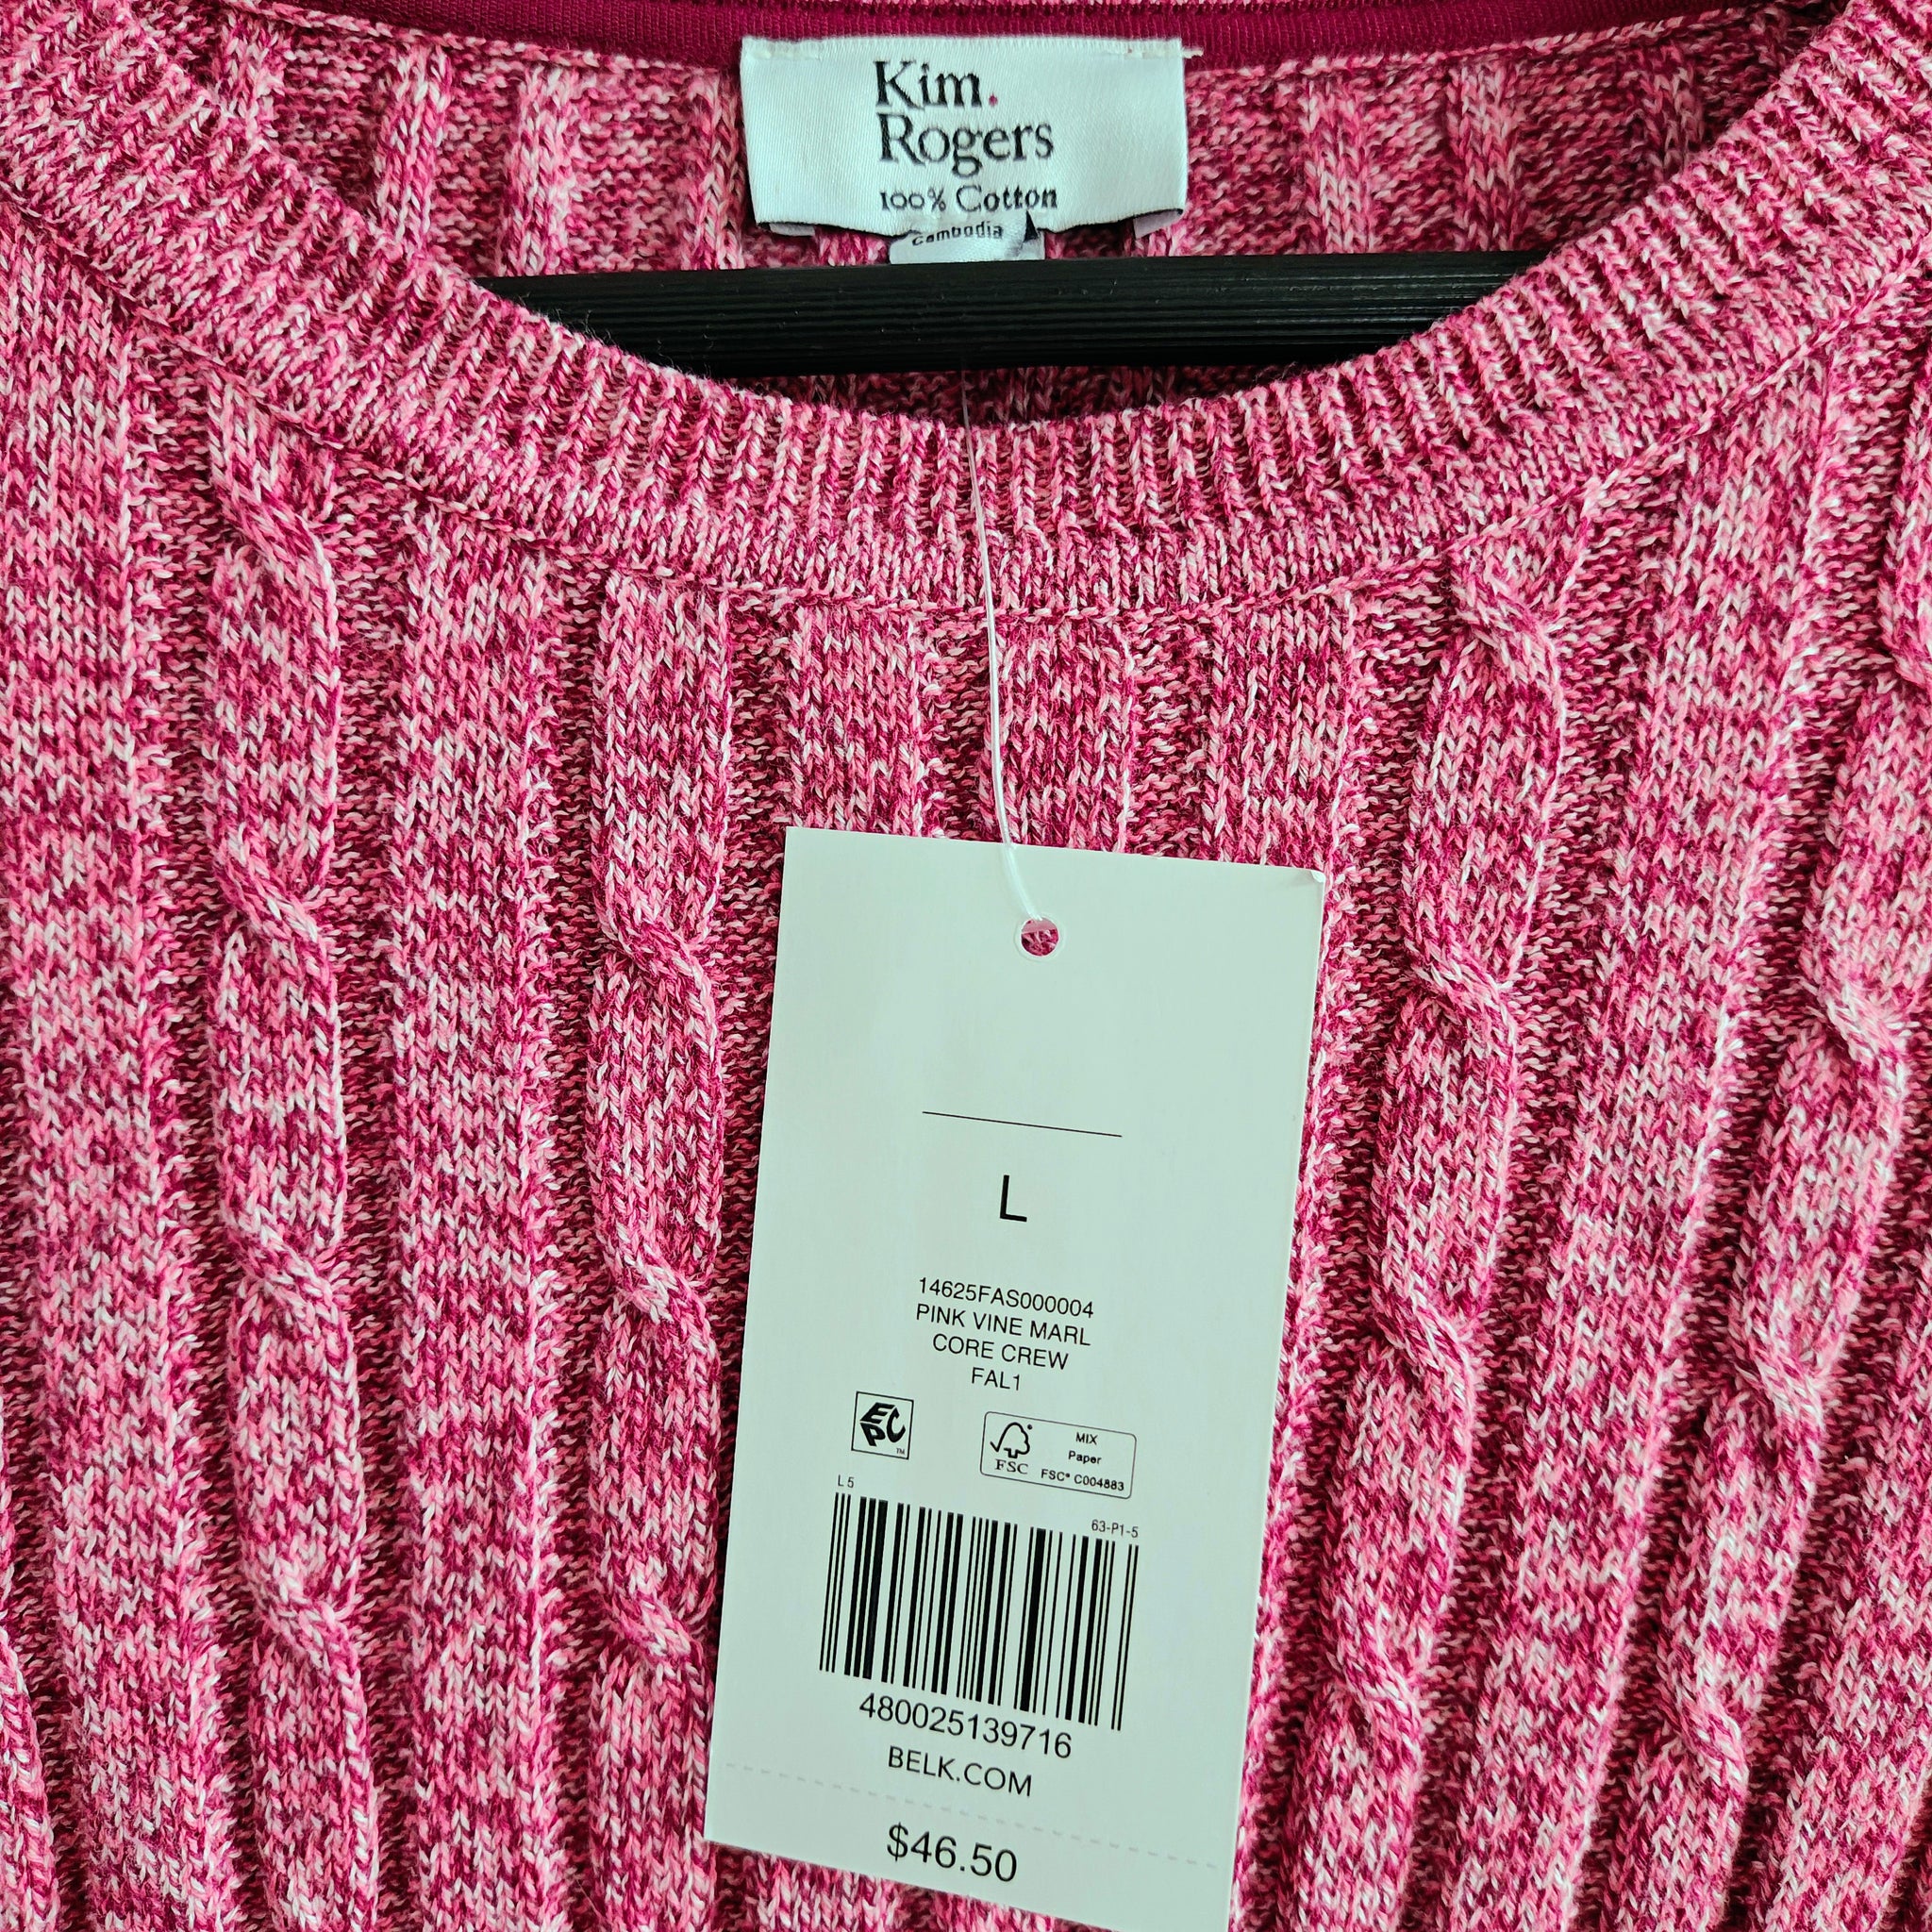 Kim.
Rogers
100% Cotton
Cambodia
L
14625FAS000004
PINK VINE MARL
CORE CREW
FAL1
EPC™
FSC
MIX
Paper
FSC® C004883
L 5
63-P1-5
480025139716
BELK.COM
$46.50